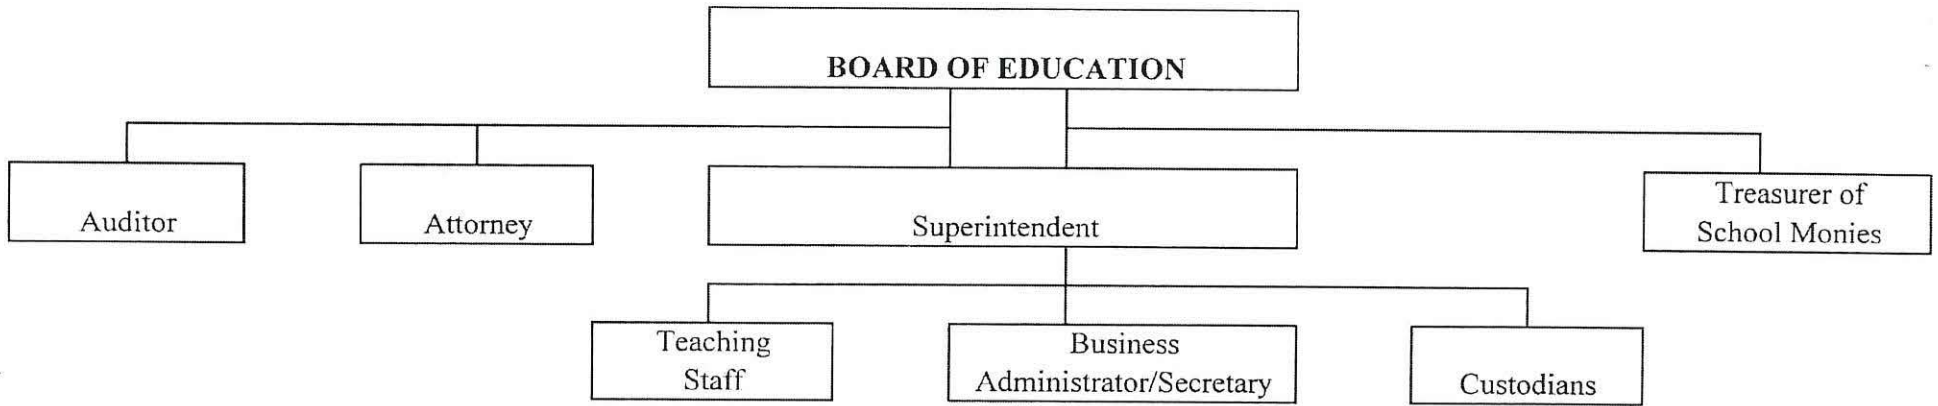 BOARD OF EDUCATION
Auditor
Attorney
Superintendent
Treasurer of
School Monies
Teaching
Staff
Business
Administrator/Secretary
Custodians